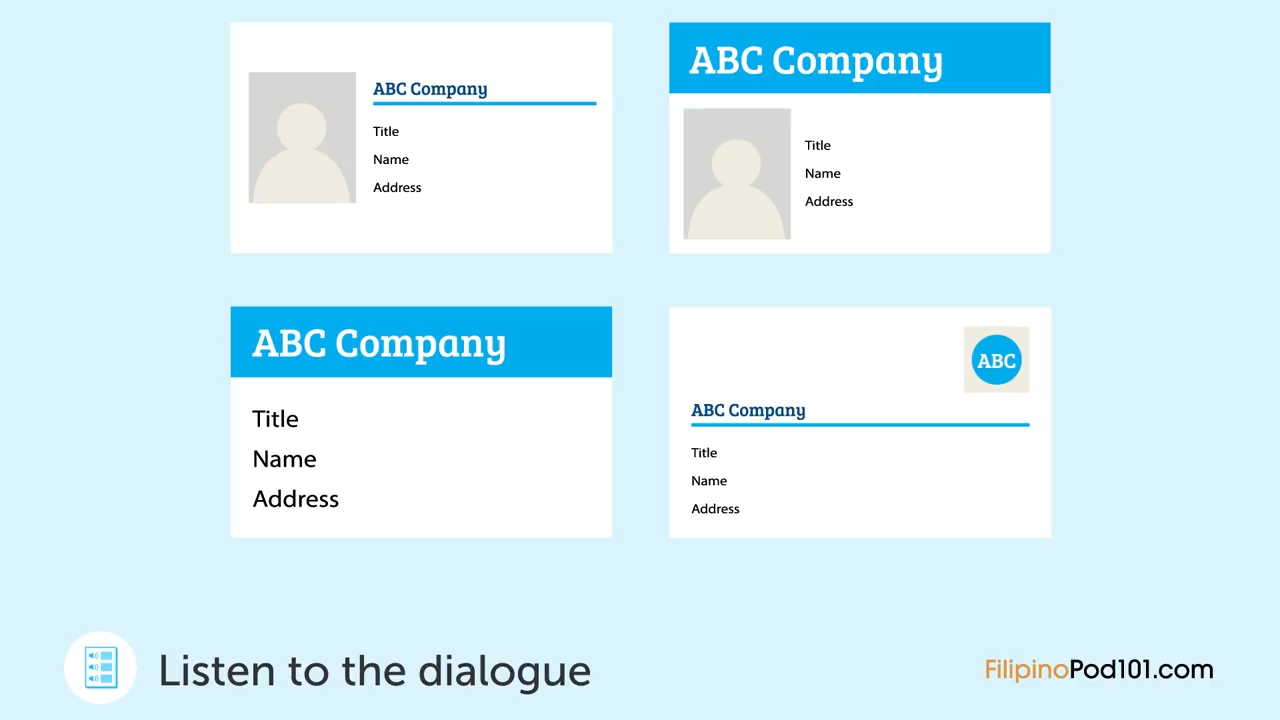 ABC Company
Title
Name
Address
ABC Company
Title
Name
Address
ABC Company
Title
Name
Address
ABC
ABC Company
Title
Name
Address
Listen to the dialogue
FilipinoPod101.com